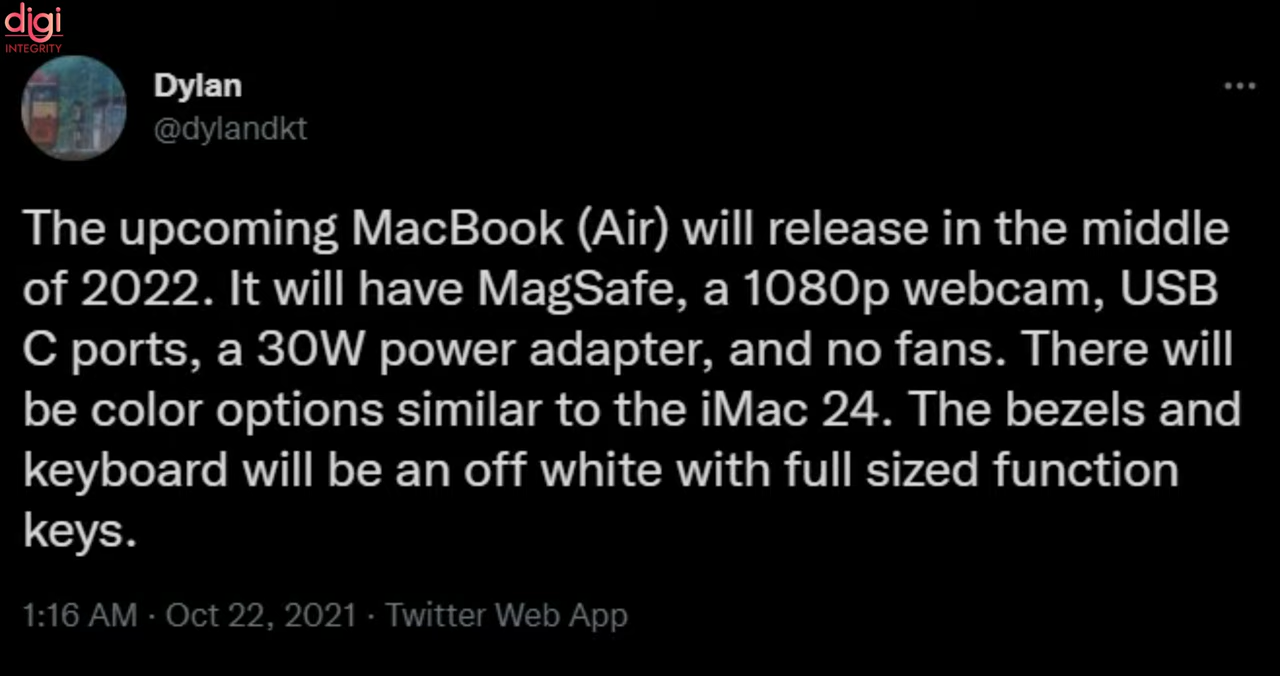 digi
INTEGRITY
Dylan
@dylandkt
The upcoming MacBook (Air) will release in the middle
of 2022. It will have MagSafe, a 1080p webcam, USB
C ports, a 30W power adapter, and no fans. There will
be color options similar to the iMac 24. The bezels and
keyboard will be an off white with full sized function
keys.
1:16 AM · Oct 22, 2021 · Twitter Web App